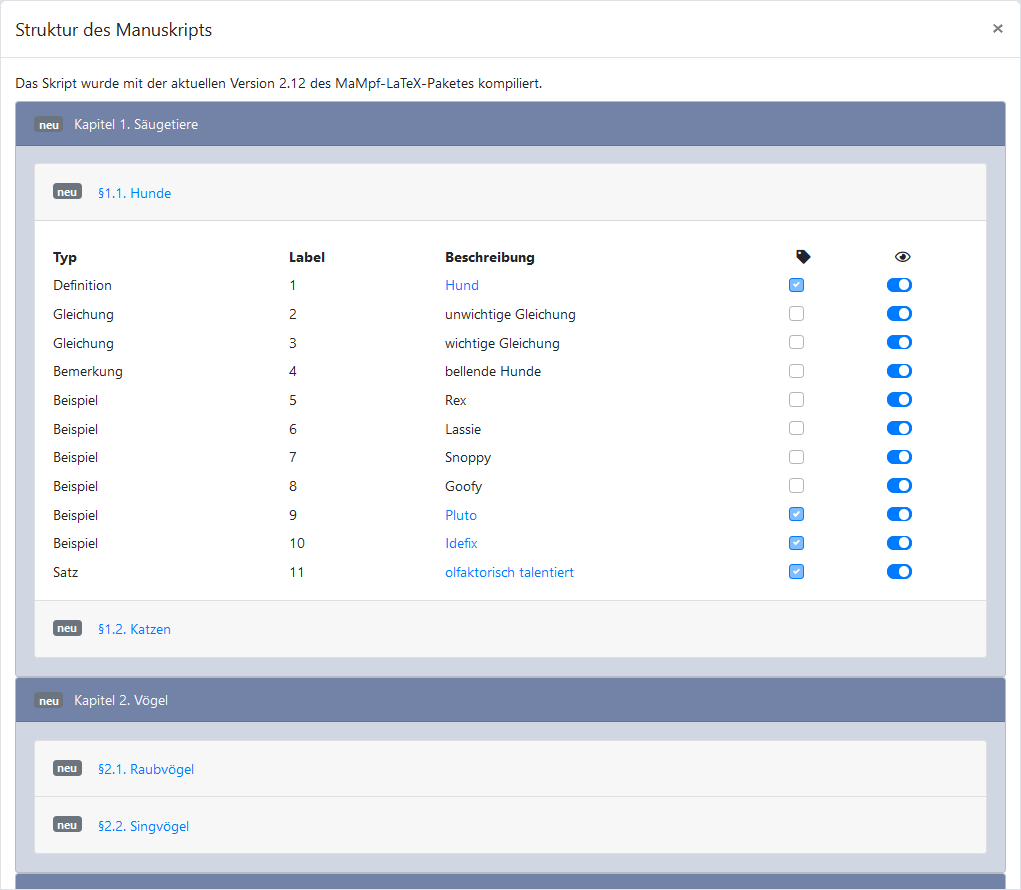 Struktur des Manuskripts ×
Das Skript wurde mit der aktuellen Version 2.12 des MaMpf-LaTeX-Paketes kompiliert.
neu Kapitel 1. Säugetiere
neu §1.1. Hunde
Typ Label Beschreibung
Definition 1 Hund
Gleichung 2 unwichtige Gleichung
Gleichung 3 wichtige Gleichung
Bemerkung 4 bellende Hunde
Beispiel 5 Rex
Beispiel 6 Lassie
Beispiel 7 Snoppy
Beispiel 8 Goofy
Beispiel 9 Pluto
Beispiel 10 Idefix
Satz 11 olfaktorisch talentiert
neu §1.2. Katzen
neu Kapitel 2. Vögel
neu §2.1. Raubvögel
neu §2.2. Singvögel